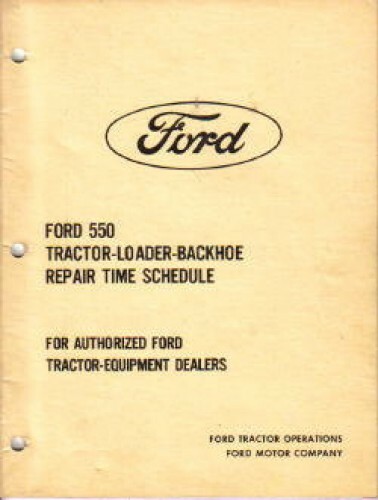 Ford
FORD 550
TRACTOR-LOADER-BACKHOE
REPAIR TIME SCHEDULE
FOR AUTHORIZED FORD
TRACTOR-EQUIPMENT DEALERS
FORD TRACTOR OPERATIONS
FORD MOTOR COMPANY